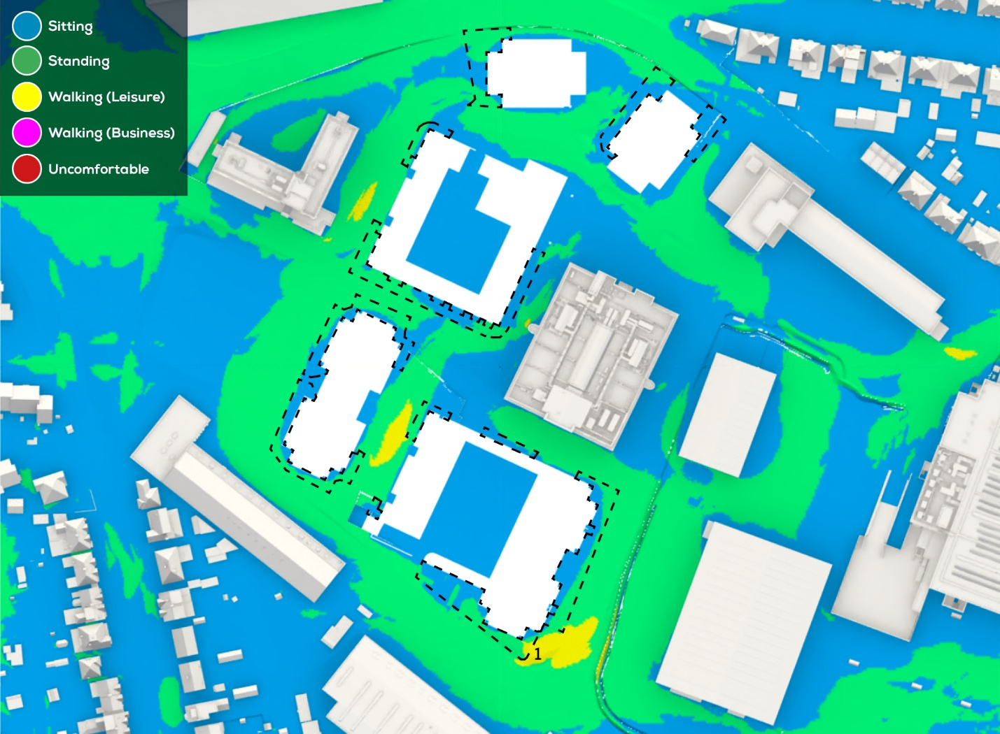 Sitting
Standing
Walking (Leisure)
Walking (Business)
Uncomfortable
1